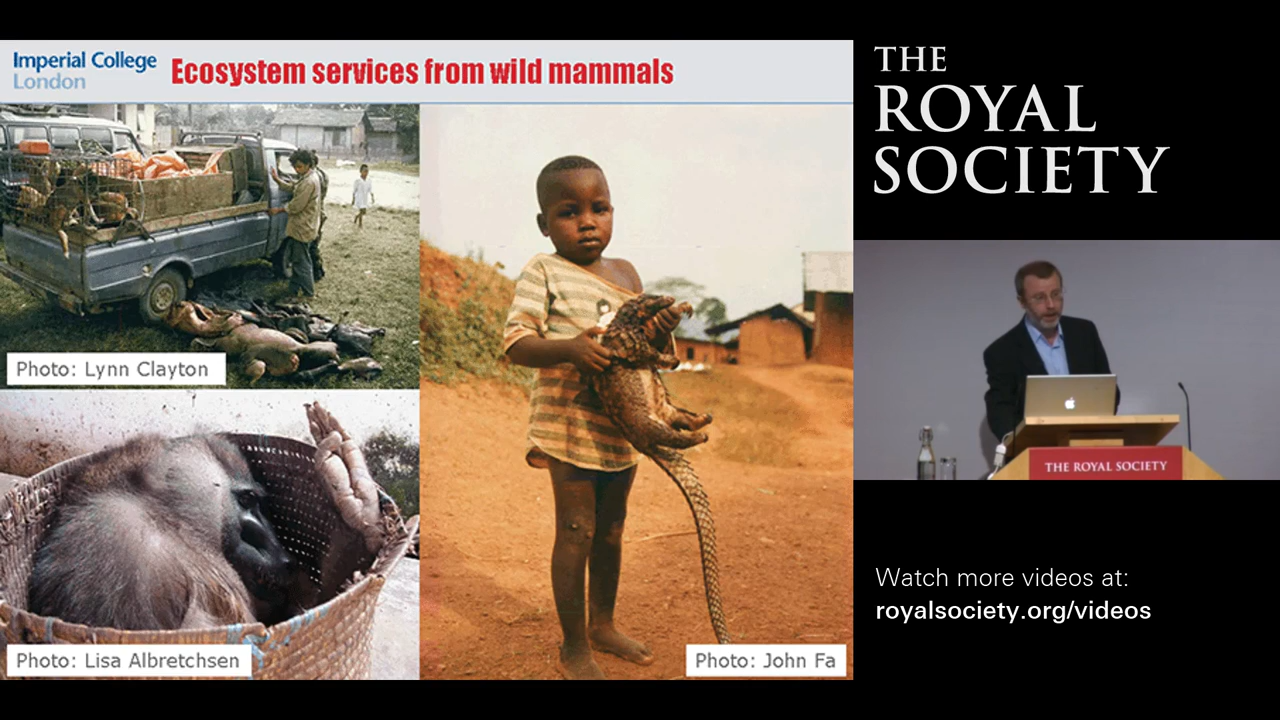 Imperial College
London
Ecosystem services from wild mammals
Photo: Lynn Clayton
Photo: Lisa Albretchsen
Photo: John Fa
THE
ROYAL
SOCIETY
THE ROYAL SOCIETY
Watch more videos at:
royalsociety.org/videos